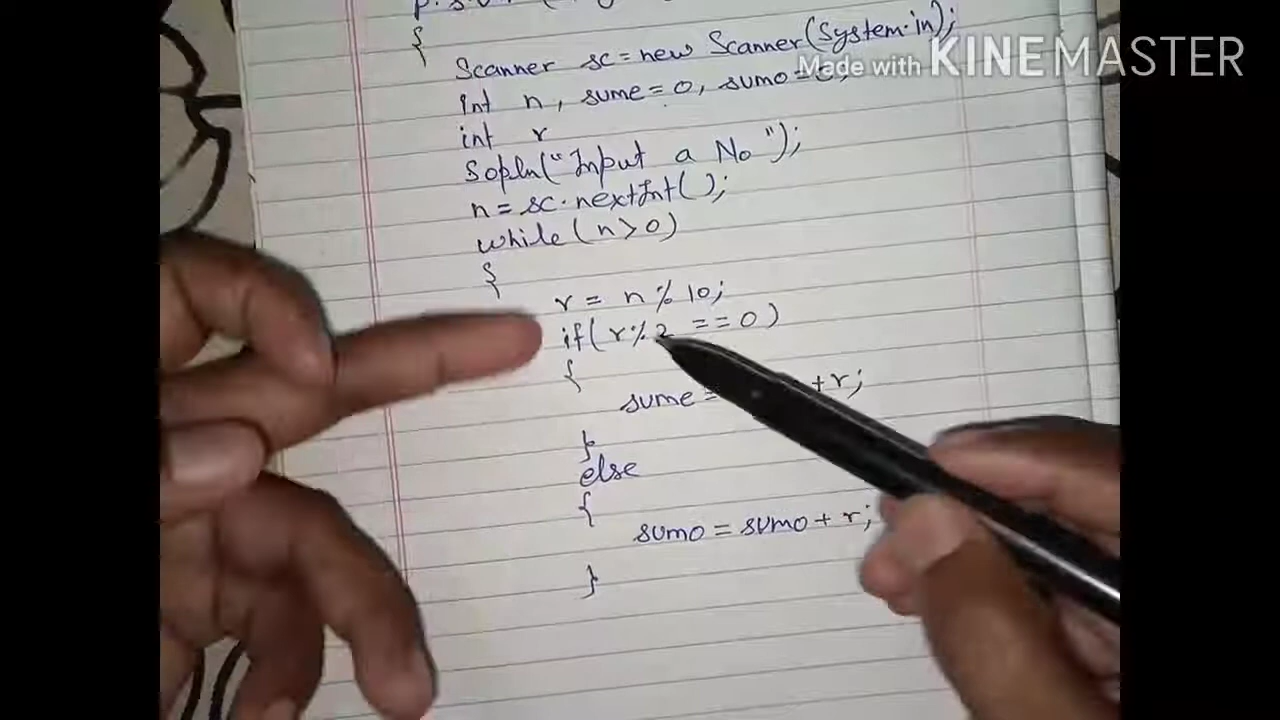 {
Scanner sc = new Scanner(System.in);
Made with KINEMASTER
int n, sume = 0, sumo = 0;
int r
Sopln("Input a No");
n = sc.nextInt();
while(n>0)
{
r = n % 10;
if(r%2 == 0)
{
sume = +r;
}
else
{
sumo = sumo + r;
}